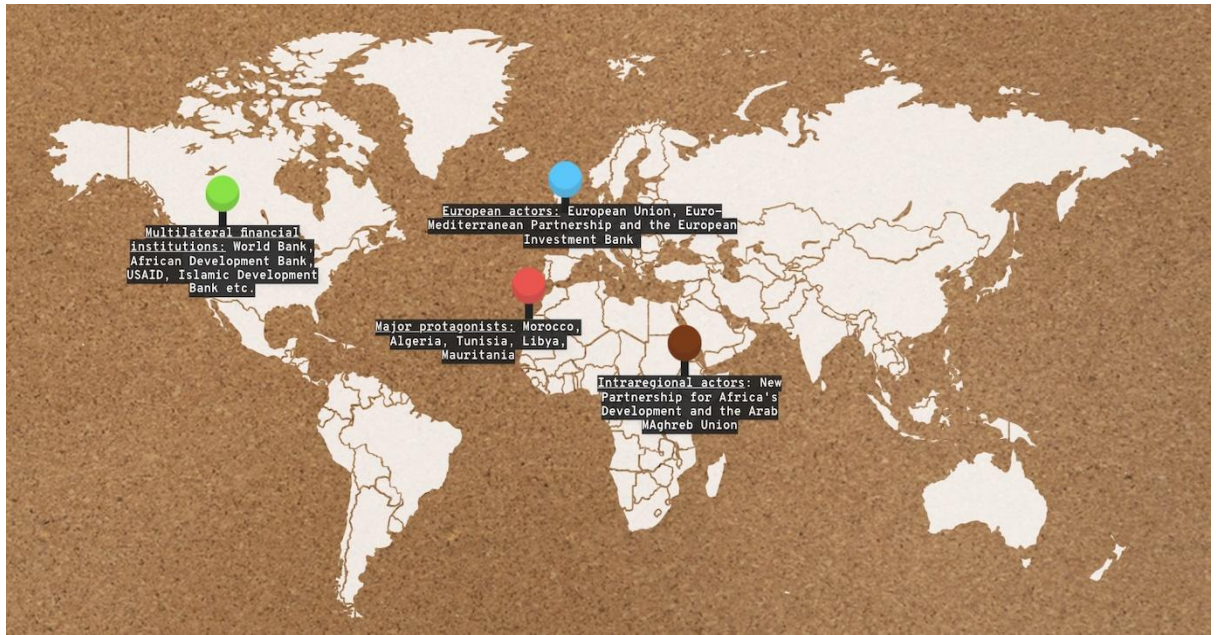 Multilateral financial
institutions: World Bank,
African Development Bank,
USAID, Islamic Development
Bank etc.
European actors: European Union, Euro-
Mediterranean Partnership and the European
Investment Bank
Major protagonists: Morocco,
Algeria, Tunisia, Libya,
Mauritania
Intraregional actors: New
Partnership for Africa's
Development and the Arab
MAghreb Union